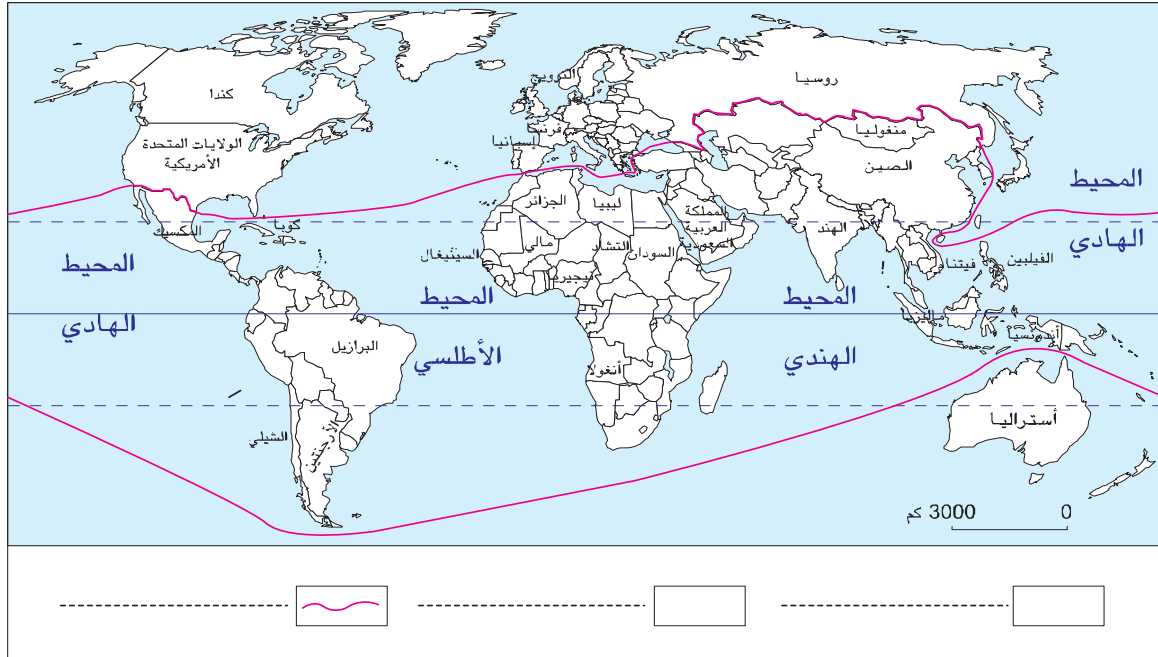 كندا
الولايات المتحدة
الأمريكية
المكسيك
كوبا
النرويج
فرنسا
إسبانيا
روسيا
منغوليا
الصين
الجزائر
ليبيا
المملكة
العربية
السعودية
الهند
مالي
التشاد
السودان
السينيغال
نيجيريا
فيتنام
الفيليبين
المحيط
الهادي
المحيط
الهادي
المحيط
الأطلسي
المحيط
الهندي
ماليزيا
أندونيسيا
البرازيل
أنغولا
الشيلي
الأرجنتين
أستراليا
3000 كم
0